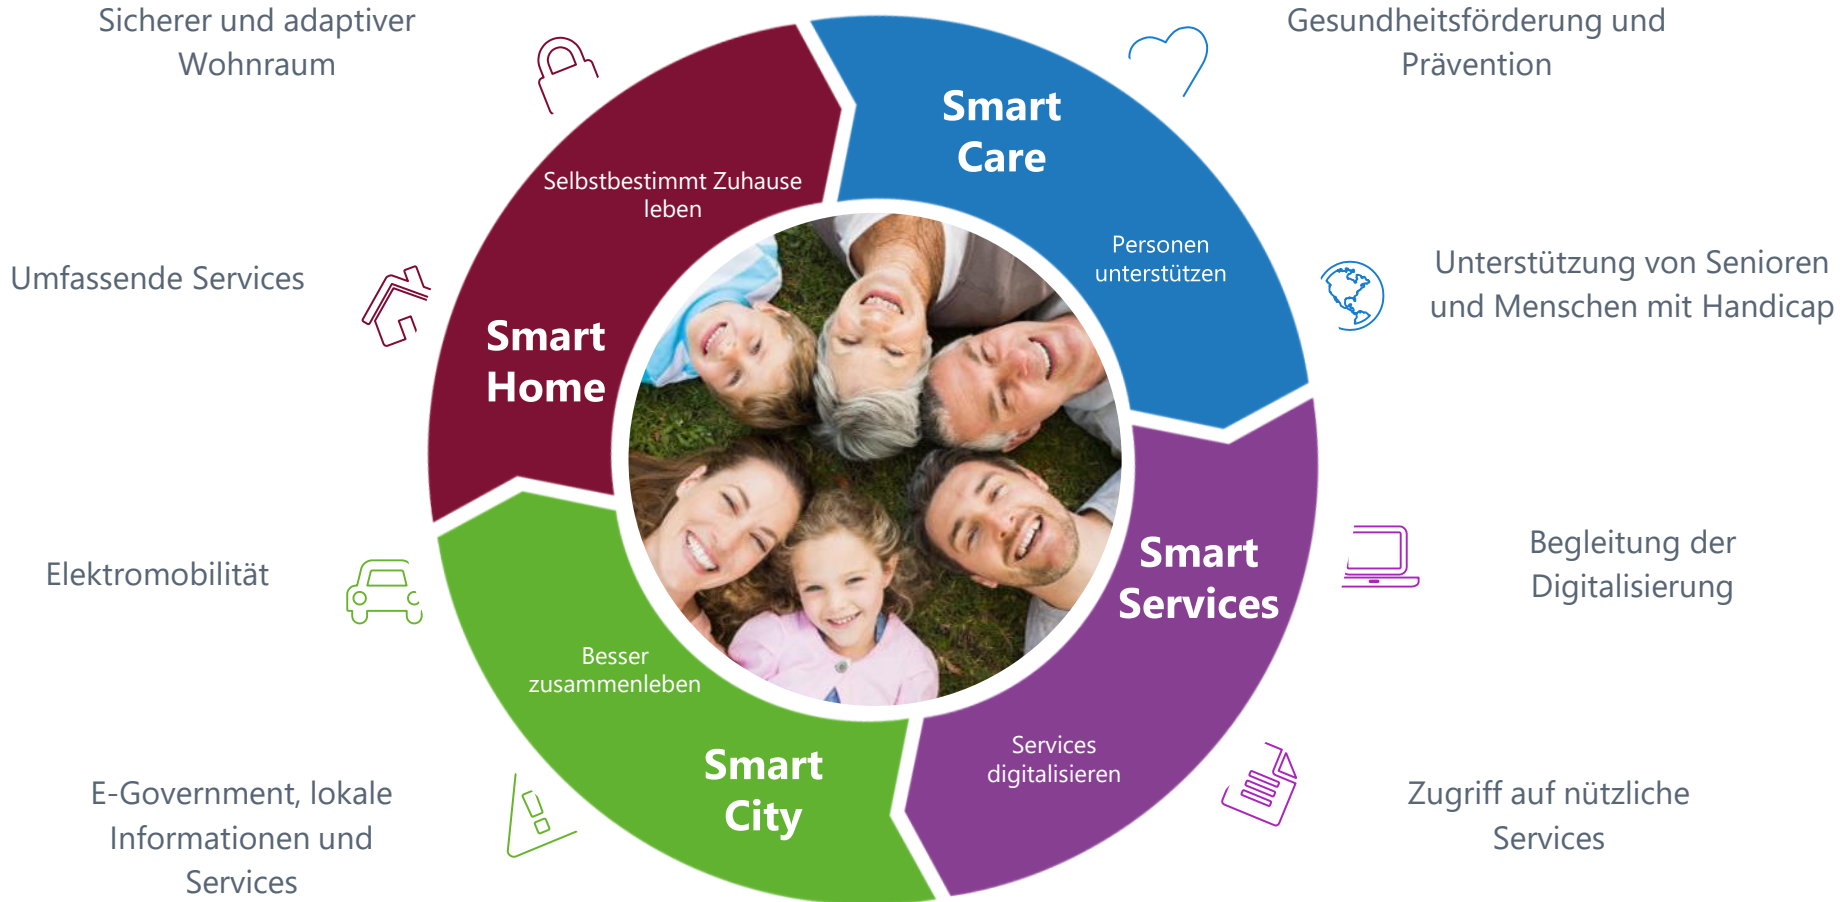 Sicherer und adaptiver
Wohnraum
Gesundheitsförderung und
Prävention
Smart
Care
Selbstbestimmt Zuhause
leben
Personen
unterstützen
Umfassende Services
Unterstützung von Senioren
und Menschen mit Handicap
Smart
Home
Elektromobilität
Smart
Services
Begleitung der
Digitalisierung
Besser
zusammenleben
Smart
City
Services
digitalisieren
E-Government, lokale
Informationen und
Services
Zugriff auf nützliche
Services